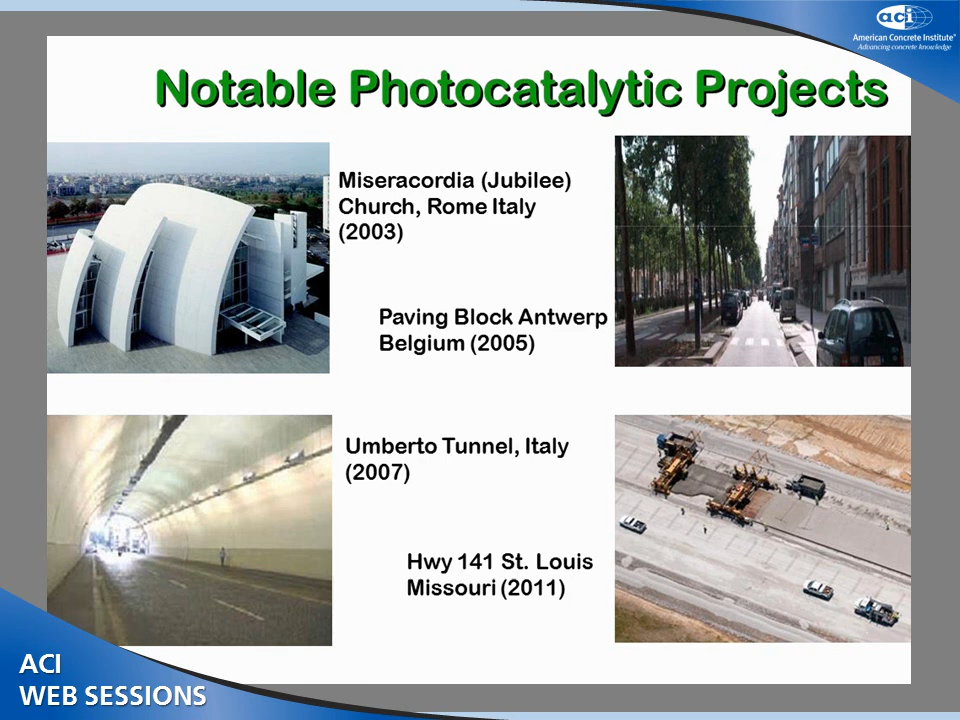 aci
American Concrete Institute®
Advancing concrete knowledge
Notable Photocatalytic Projects
Miseracordia (Jubilee)
Church, Rome Italy
(2003)
Paving Block Antwerp
Belgium (2005)
Umberto Tunnel, Italy
(2007)
Hwy 141 St. Louis
Missouri (2011)
ACI
WEB SESSIONS